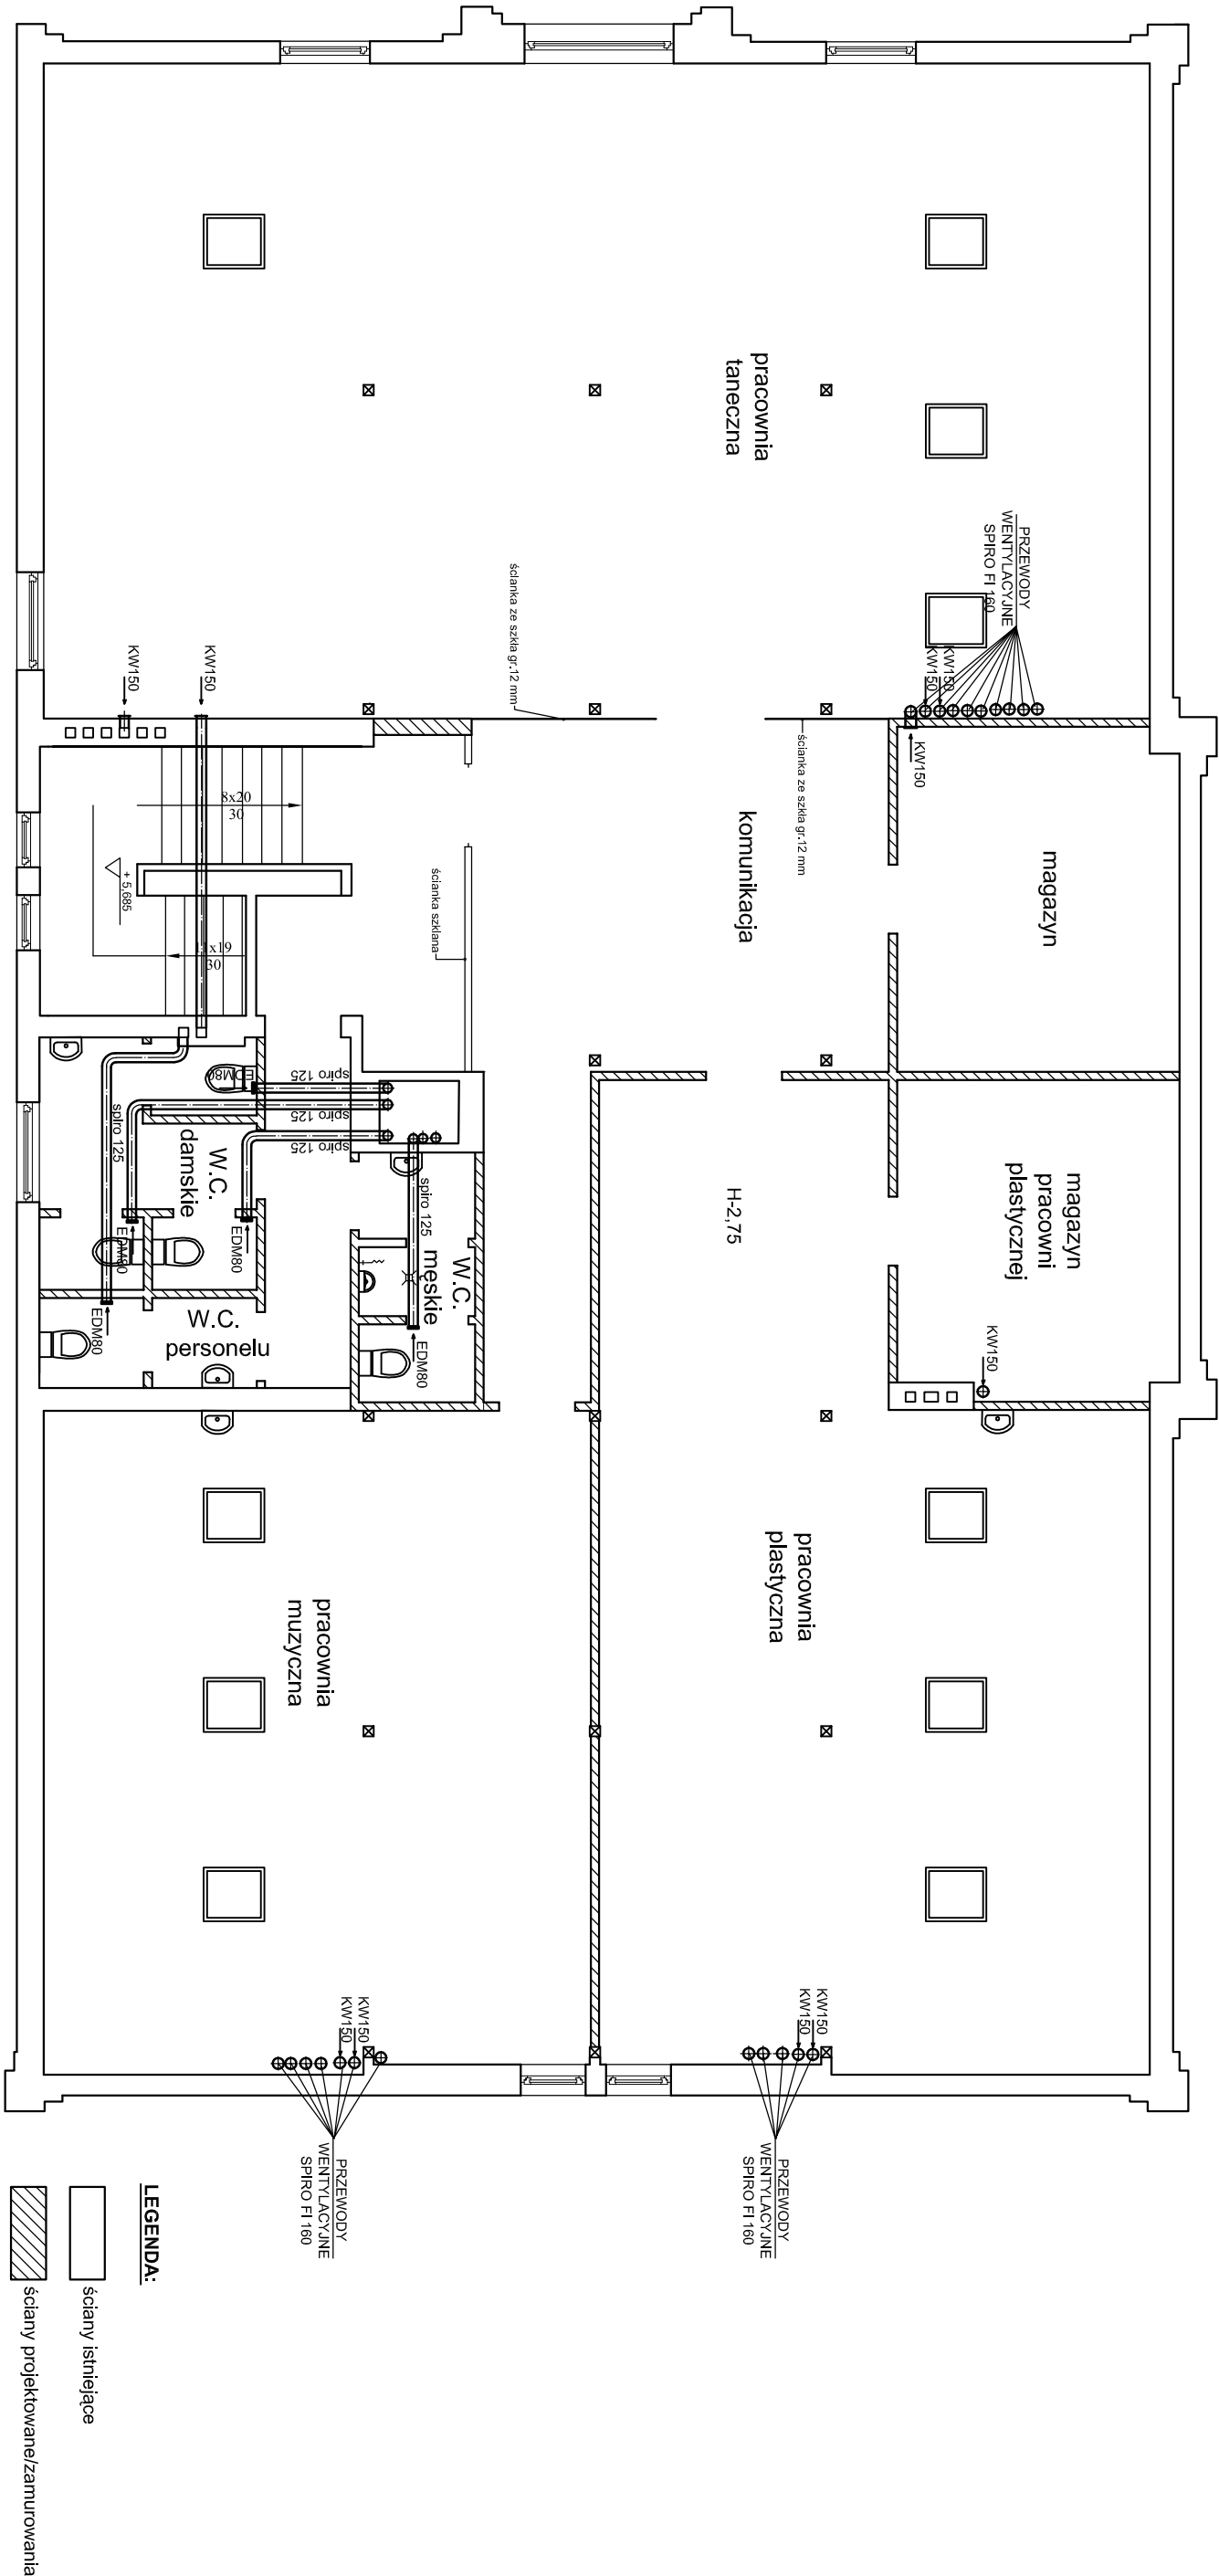 PRZEWODY
WENTYLACYJNE
SPIRO FI 160
KW150
KW150
KW150
magazyn
magazyn
pracowni
plastycznej
KW150
pracownia
taneczna
ścianka ze szkła gr.12 mm
komunikacja
H-2,75
pracownia
plastyczna
KW150
KW150
PRZEWODY
WENTYLACYJNE
SPIRO FI 160
ścianka ze szkła gr.12 mm
ścianka szklana
W.C.
męskie
spiro 125
EDM80
spiro 125
spiro 125
spiro 125
pracownia
muzyczna
KW150
KW150
PRZEWODY
WENTYLACYJNE
SPIRO FI 160
KW150
KW150
8x20
30
11x19
30
+ 5,685
EDM80
W.C.
damskie
EDM80
EDM80
W.C.
personelu
spiro 125
EDM80
LEGENDA:
ściany istniejące
ściany projektowane/zamurowania